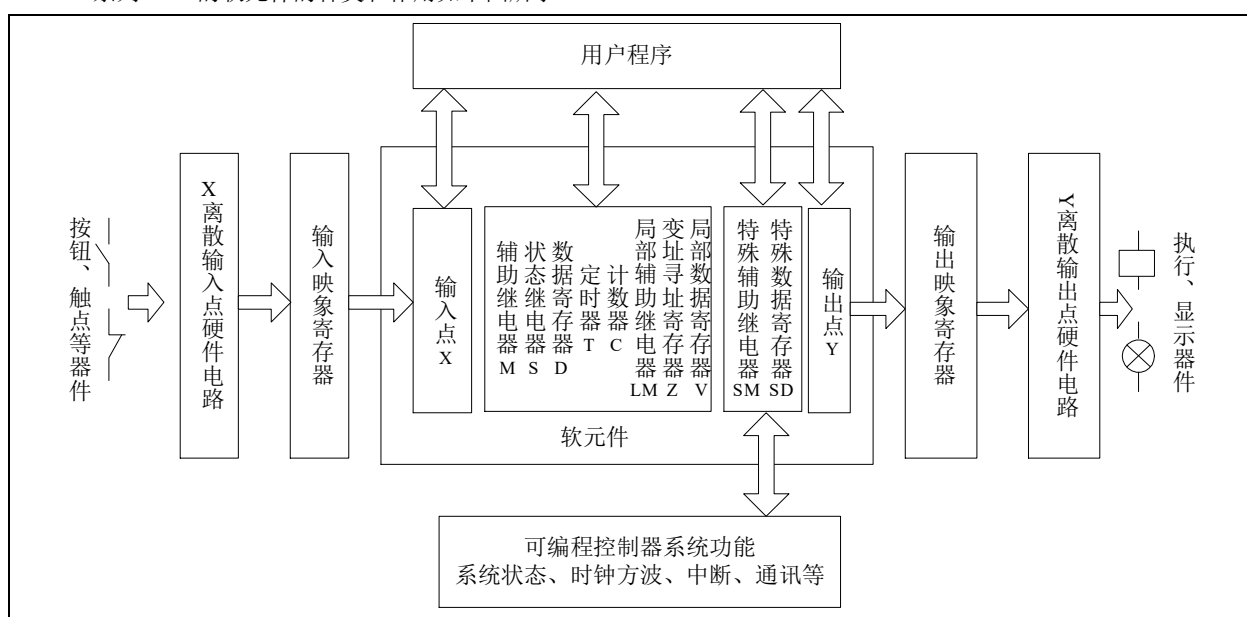 用户程序
按钮、触点等器件
X离散输入点硬件电路
输入映象寄存器
输入点X
辅助继电器M
状态继电器S
数据寄存器D
定时器T
计数器C
局部辅助继电器LM
变址寻址寄存器Z
局部数据寄存器V
特殊辅助继电器SM
特殊数据寄存器SD
输出点Y
输出映象寄存器
Y离散输出点硬件电路
执行、显示器件
软元件
可编程控制器系统功能
系统状态、时钟方波、中断、通讯等